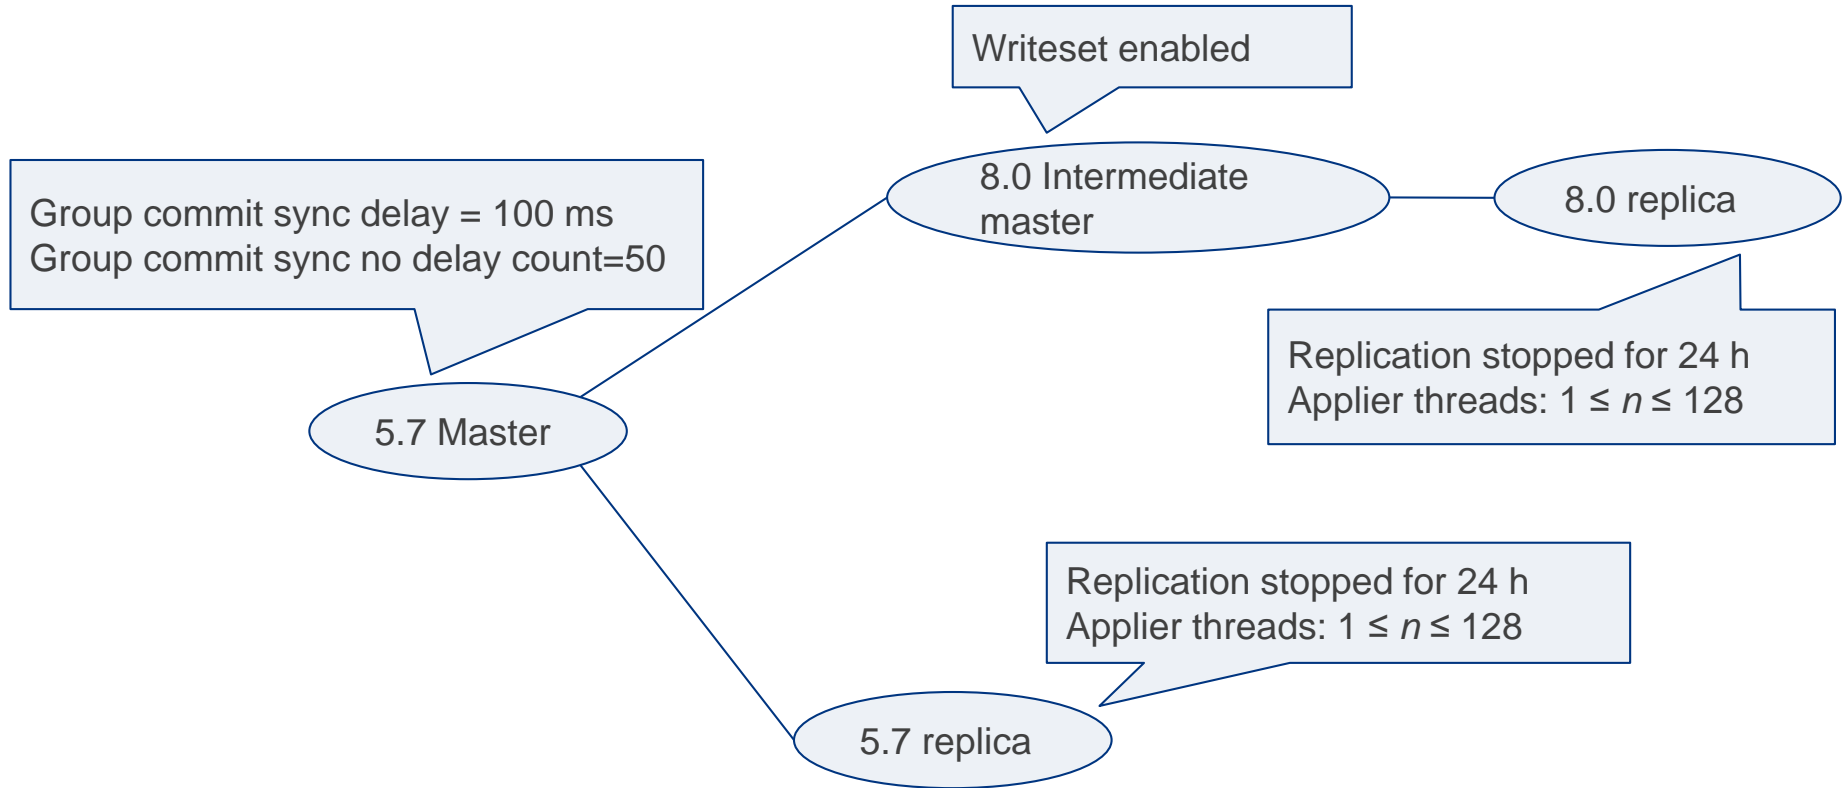 Writeset enabled
Group commit sync delay = 100 ms
Group commit sync no delay count=50
8.0 Intermediate
master
8.0 replica
Replication stopped for 24 h
Applier threads: 1 ≤ n ≤ 128
5.7 Master
Replication stopped for 24 h
Applier threads: 1 ≤ n ≤ 128
5.7 replica